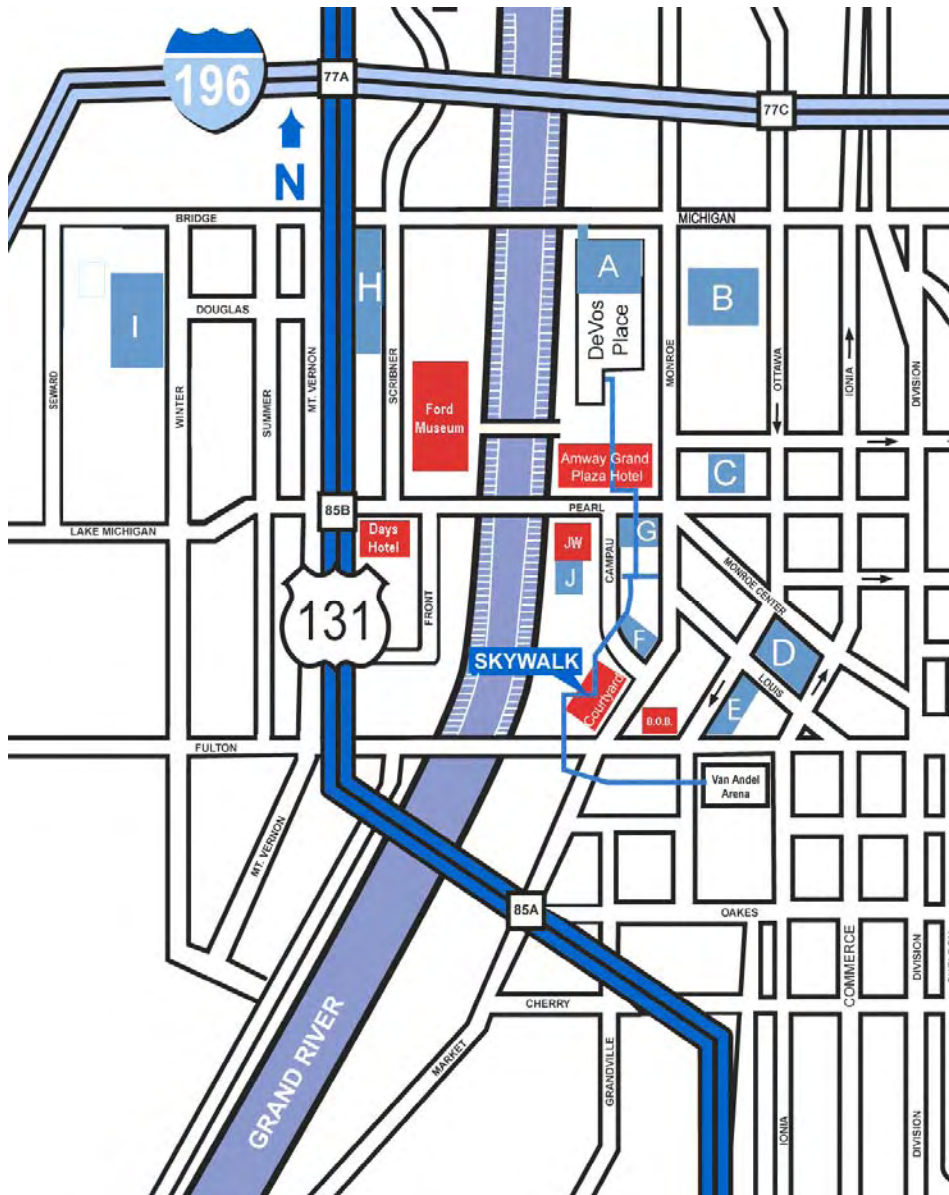 196
77A
77C
N
BRIDGE
MICHIGAN
A
H
B
I
DOUGLAS
DeVos
Place
SEWARD
WINTER
SUMMER
MT. VERNON
SCRIBNER
MONROE
OTTAWA
IONIA
DIVISION
Ford
Museum
Amway Grand
Plaza Hotel
C
85B
PEARL
LAKE MICHIGAN
Days
Hotel
JW
J
CAMPAU
G
MONROE CENTER
FRONT
131
F
D
SKYWALK
Courtyard
LOUIS
E
B.O.B.
FULTON
Van Andel
Arena
MT. VERNON
85A
OAKES
COMMERCE
DIVISION
CHERRY
GRAND RIVER
MARKET
GRANDVILLE
IONIA
DIVISION